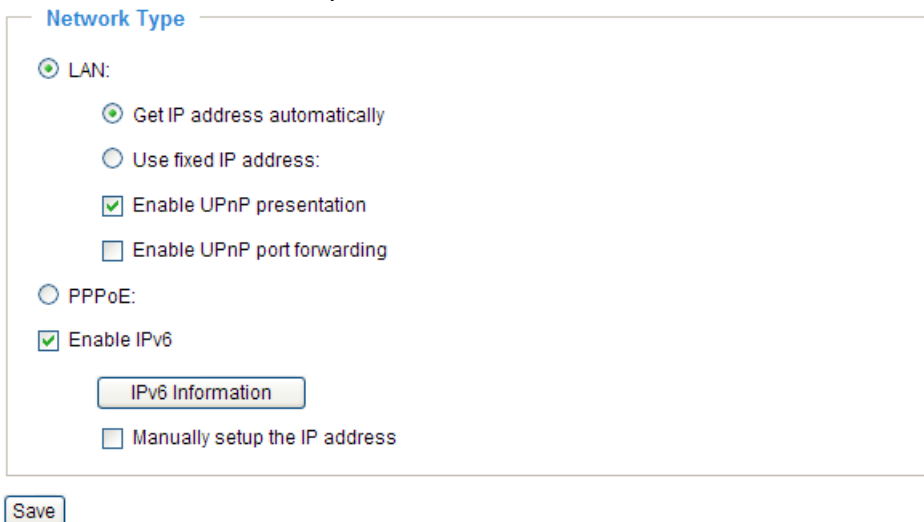 Network Type
LAN:
Get IP address automatically
Use fixed IP address:
Enable UPnP presentation
Enable UPnP port forwarding
PPPoE:
Enable IPv6
IPv6 Information
Manually setup the IP address
Save